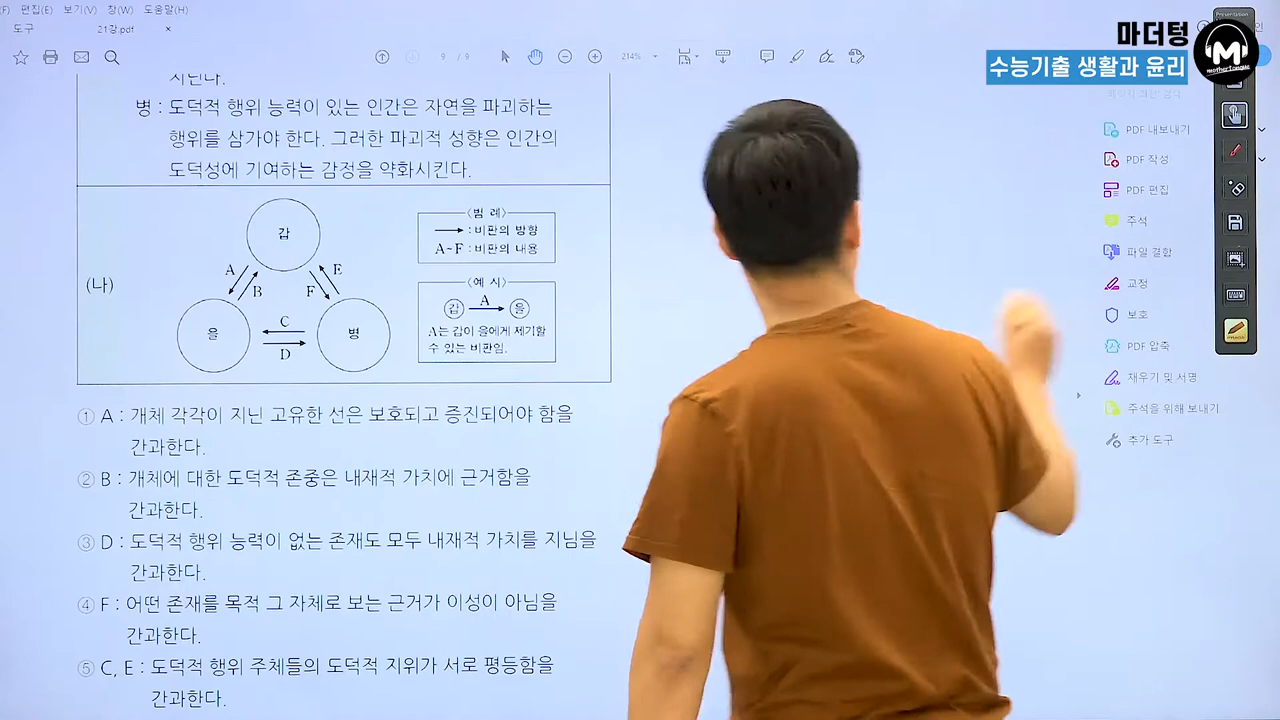 편집(E) 보기(V) 창(W) 도움말(H)
도구
21강.pdf
×
9
214%
Presentation
마더텅
수능기출 생활과 윤리
mothertongue
지닌다.
병 : 도덕적 행위 능력이 있는 인간은 자연을 파괴하는
행위를 삼가야 한다. 그러한 파괴적 성향은 인간의
도덕성에 기여하는 감정을 약화시킨다.
(나)
갑
을
병
A
B
C
D
E
F
<범 례>
→ : 비판의 방향
A~F : 비판의 내용
<예 시>
갑 A→ 을
A는 갑이 을에게 제기할
수 있는 비판임.
① A : 개체 각각이 지닌 고유한 선은 보호되고 증진되어야 함을
간과한다.
② B : 개체에 대한 도덕적 존중은 내재적 가치에 근거함을
간과한다.
③ D : 도덕적 행위 능력이 없는 존재도 모두 내재적 가치를 지님을
간과한다.
④ F : 어떤 존재를 목적 그 자체로 보는 근거가 이성이 아님을
간과한다.
⑤ C, E : 도덕적 행위 주체들의 도덕적 지위가 서로 평등함을
간과한다.
PDF 내보내기
PDF 작성
PDF 편집
주석
파일 결합
교정
보호
PDF 압축
채우기 및 서명
주석을 위해 보내기
추가 도구